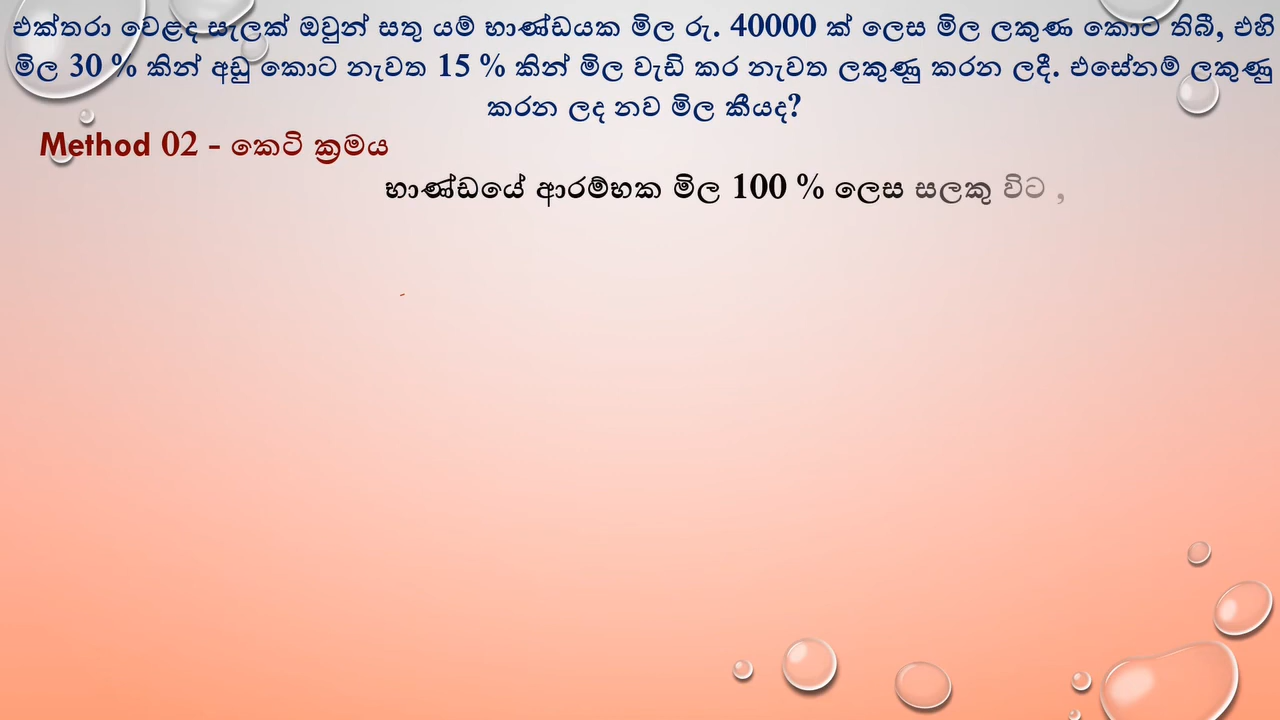 එක්තරා වෙළඳ සැලක් ඔවුන් සතු යම් භාණ්ඩයක මිල රු. 40000 ක් ලෙස මිල ලකුණ කොට තිබී, එහි
මිල 30 % කින් අඩු කොට නැවත 15 % කින් මිල වැඩි කර නැවත ලකුණු කරන ලදී. එසේනම් ලකුණු
කරන ලද නව මිල කීයද?
Method 02 - කෙටි ක්‍රමය
භාණ්ඩයේ ආරම්භක මිල 100 % ලෙස සලකු විට ,